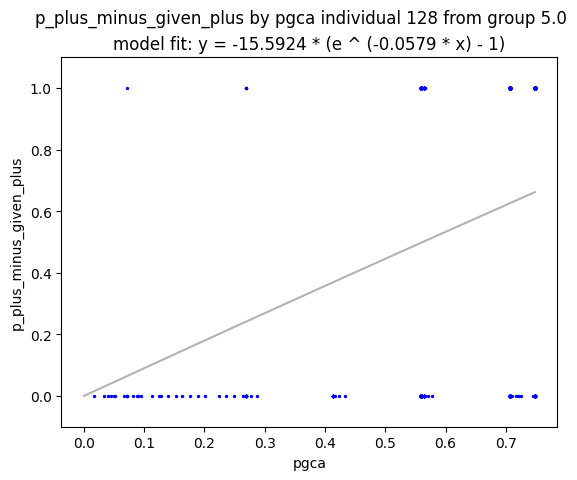 p_plus_minus_given_plus by pgca individual 128 from group 5.0
model fit: y = -15.5924 * (e ^ (-0.0579 * x) - 1)
p_plus_minus_given_plus
1.0
0.8
0.6
0.4
0.2
0.0
0.0 0.1 0.2 0.3 0.4 0.5 0.6 0.7
pgca